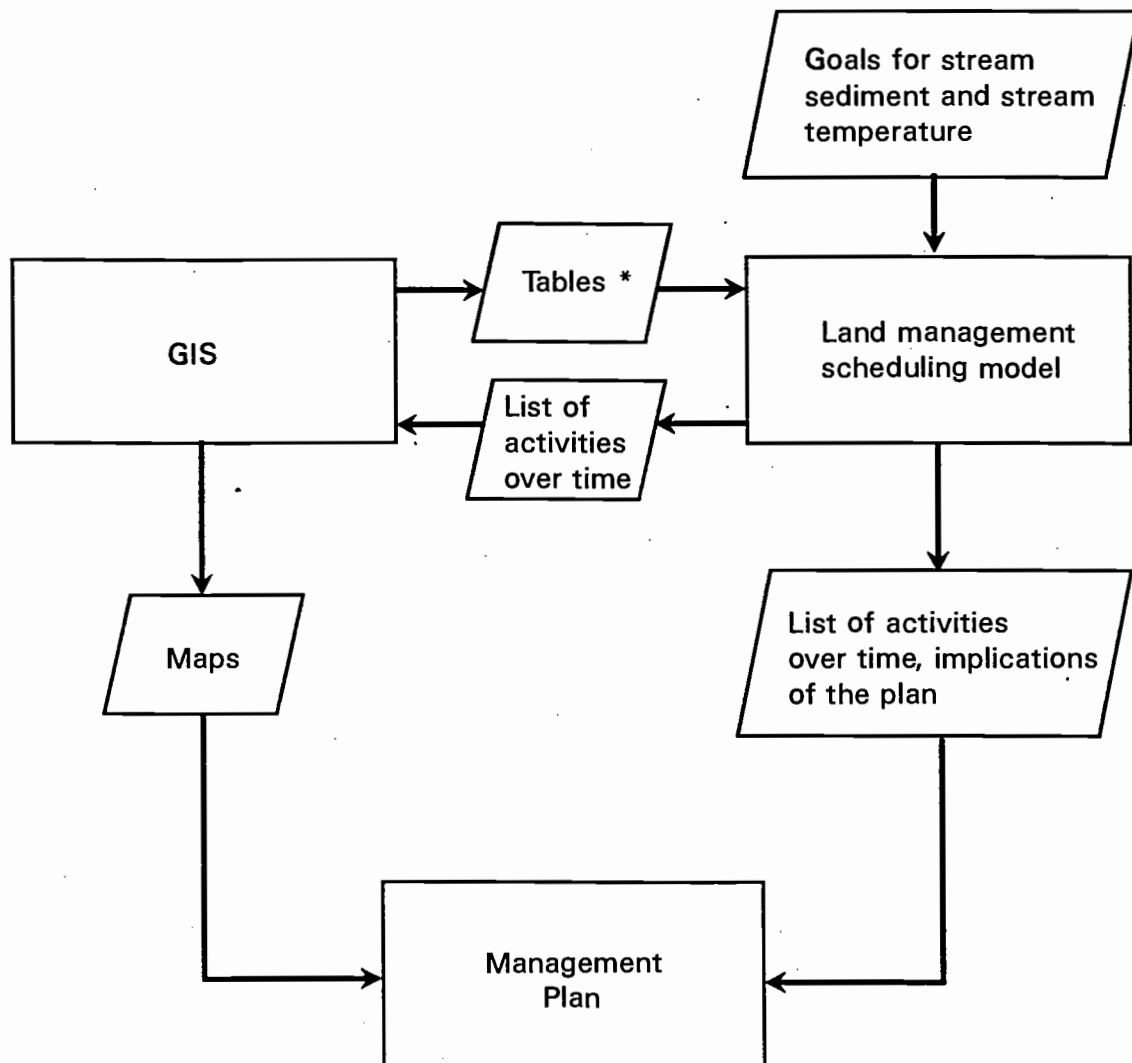 Goals for stream
sediment and stream
temperature
Tables *
GIS
Land management
scheduling model
List of
activities
over time
Maps
List of activities
over time, implications
of the plan
Management
Plan